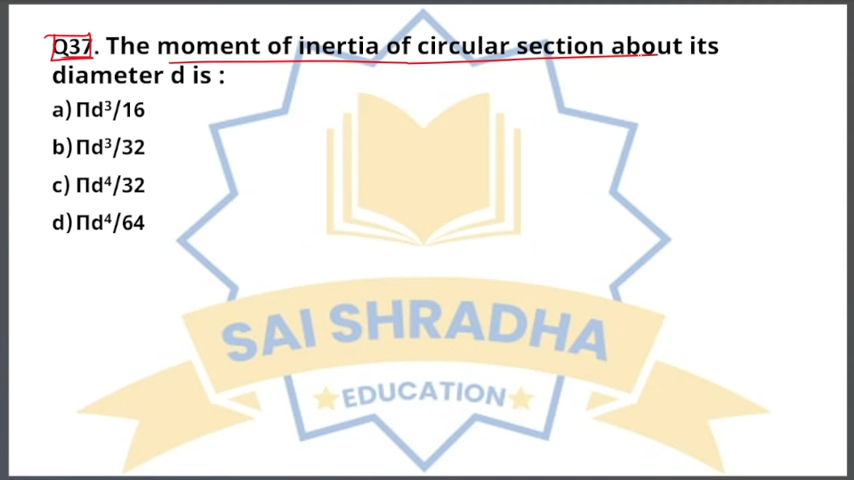 Q37. The moment of inertia of circular section about its
diameter d is :
a) Πd³/16
b) Πd³/32
c) Πd⁴/32
d) Πd⁴/64
SAI SHRADHA
EDUCATION